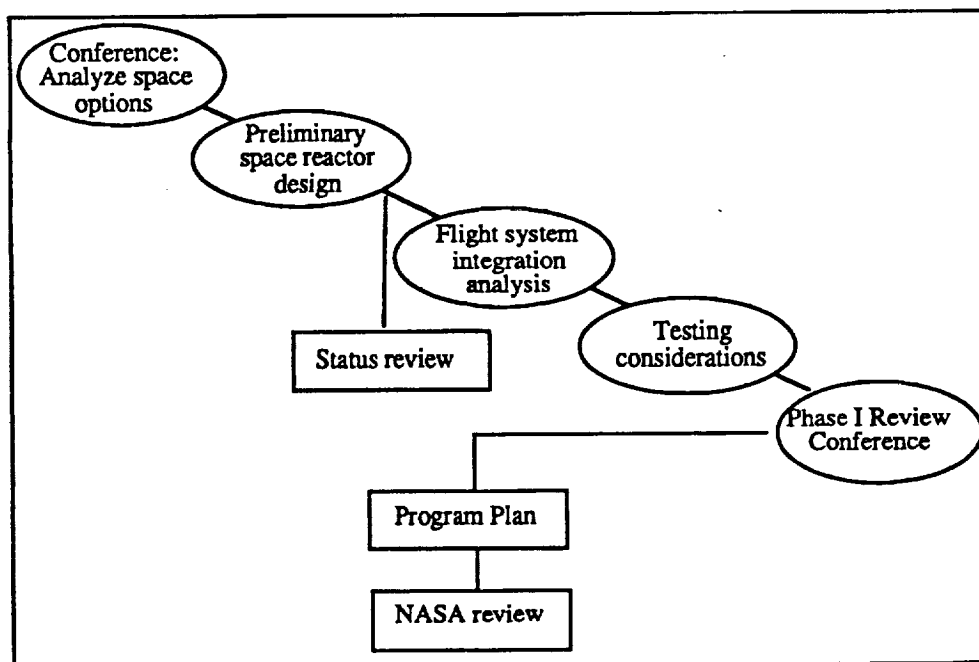 Conference:
Analyze space
options
Preliminary
space reactor
design
Flight system
integration
analysis
Status review
Testing
considerations
Phase I Review
Conference
Program Plan
NASA review